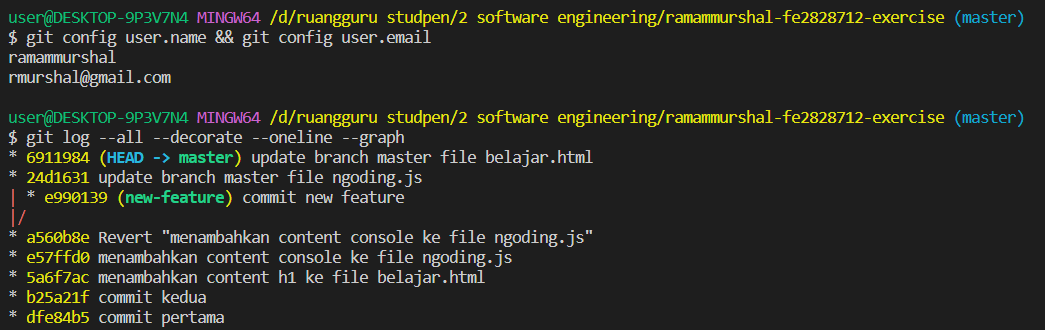 user@DESKTOP-9P3V7N4 MINGW64 /d/ruangguru studpen/2 software engineering/ramammurshal-fe2828712-exercise (master)
$ git config user.name && git config user.email
ramammurshal
rmurshal@gmail.com
user@DESKTOP-9P3V7N4 MINGW64 /d/ruangguru studpen/2 software engineering/ramammurshal-fe2828712-exercise (master)
$ git log --all --decorate --oneline --graph
* 6911984 (HEAD -> master) update branch master file belajar.html
* 24d1631 update branch master file ngoding.js
| * e990139 (new-feature) commit new feature
|/
* a560b8e Revert "menambahkan content console ke file ngoding.js"
* e57ffd0 menambahkan content console ke file ngoding.js
* 5a6f7ac menambahkan content h1 ke file belajar.html
* b25a21f commit kedua
* dfe84b5 commit pertama